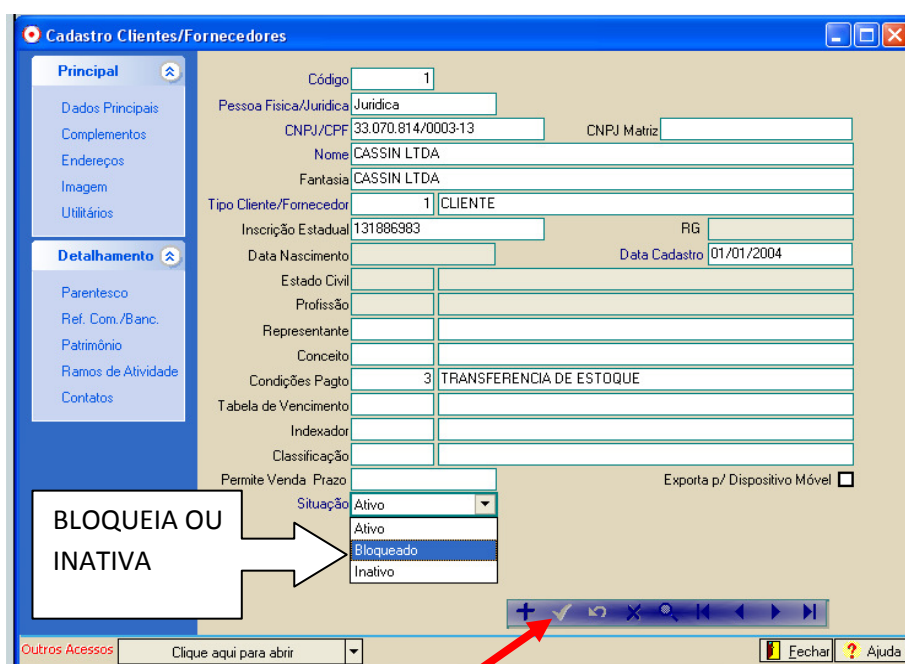 Cadastro Clientes/Fornecedores
Principal
Dados Principais
Complementos
Endereços
Imagem
Utilitários
Detalhamento
Parentesco
Ref. Com./Banc.
Patrimônio
Ramos de Atividade
Contatos
Código 1
Pessoa Fisica/Juridica Juridica
CNPJ/CPF 33.070.814/0003-13 CNPJ Matriz
Nome CASSIN LTDA
Fantasia CASSIN LTDA
Tipo Cliente/Fornecedor 1 CLIENTE
Inscrição Estadual 131886983 RG
Data Nascimento Data Cadastro 01/01/2004
Estado Civil
Profissão
Representante
Conceito
Condições Pagto 3 TRANSFERENCIA DE ESTOQUE
Tabela de Vencimento
Indexador
Classificação
Permite Venda Prazo Exporta p/ Dispositivo Móvel
Situação Ativo
Ativo
Bloqueado
Inativo
BLOQUEIA OU
INATIVA
Outros Acessos Clique aqui para abrir Fechar Ajuda